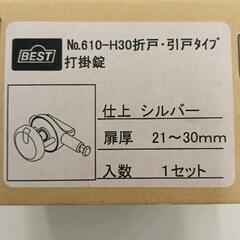 BEST
No.610-H30折戸・引戸タイプ
打掛錠
仕上 シルバー
扉厚 21~30mm
入数 1セット